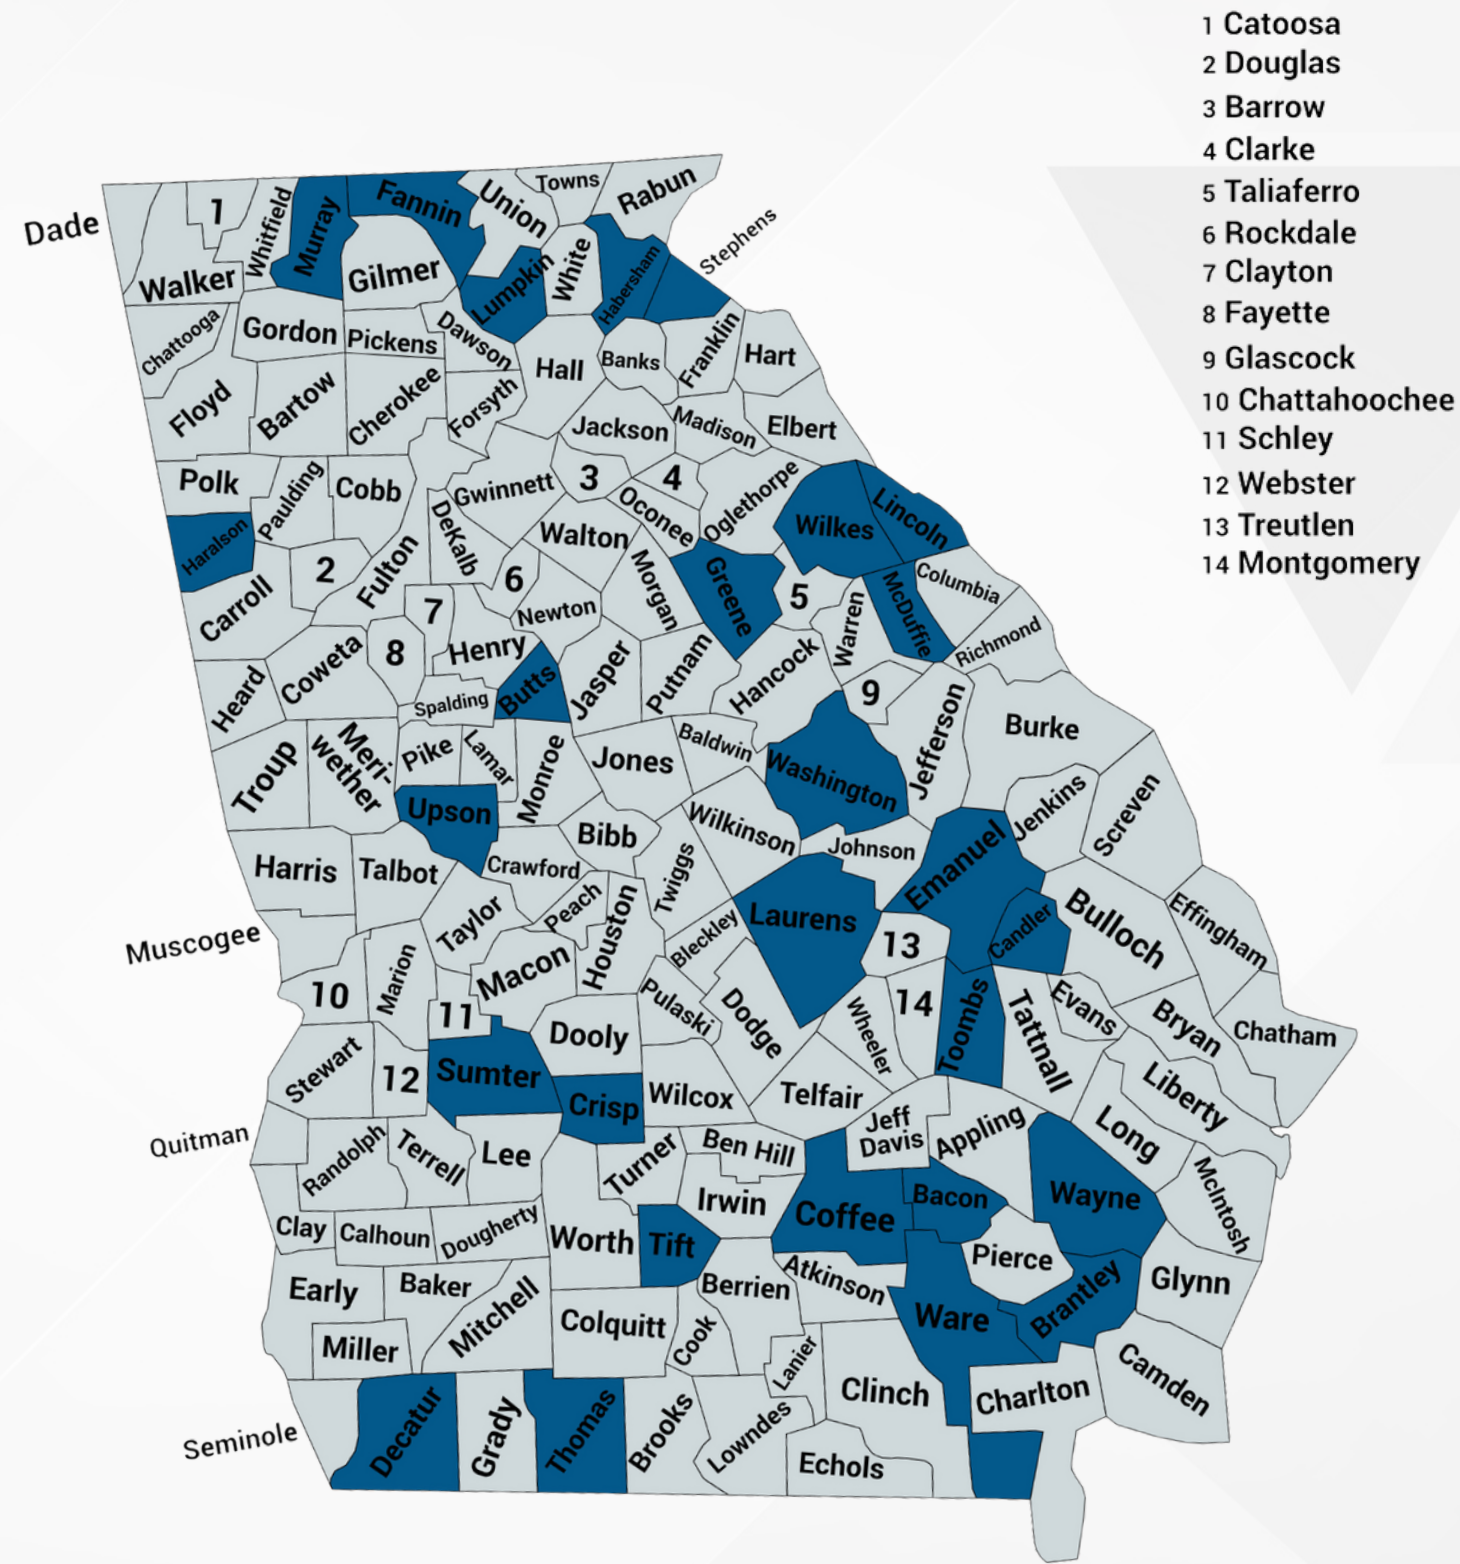 1 Catoosa
2 Douglas
3 Barrow
4 Clarke
5 Taliaferro
6 Rockdale
7 Clayton
8 Fayette
9 Glascock
10 Chattahoochee
11 Schley
12 Webster
13 Treutlen
14 Montgomery
Dade
1
Whitfield
Murray
Fannin
Union
Towns
Rabun
Stephens
Walker
Gilmer
Lumpkin
White
Habersham
Chattooga
Gordon
Pickens
Dawson
Hall
Banks
Franklin
Hart
Floyd
Bartow
Cherokee
Forsyth
Jackson
Madison
Elbert
Polk
Paulding
Cobb
Gwinnett
3
4
Oconee
Oglethorpe
Wilkes
Lincoln
Haralson
2
Fulton
DeKalb
Walton
6
Morgan
Greene
5
Warren
McDuffie
Columbia
Carroll
7
Newton
Richmond
Heard
Coweta
8
Henry
Spalding
Butts
Jasper
Putnam
Hancock
9
Jefferson
Burke
Troup
Meri-
wether
Pike
Lamar
Monroe
Jones
Baldwin
Washington
Jenkins
Screven
Upson
Bibb
Wilkinson
Johnson
Emanuel
Harris
Talbot
Crawford
Twiggs
Muscogee
Taylor
Peach
Houston
Bleckley
Laurens
13
Candler
Bulloch
Effingham
10
Marion
11
Macon
Pulaski
Dodge
Wheeler
14
Toombs
Tattnall
Evans
Bryan
Chatham
Stewart
12
Sumter
Dooly
Crisp
Wilcox
Telfair
Jeff
Davis
Appling
Long
Liberty
Quitman
Randolph
Terrell
Lee
Turner
Ben Hill
Irwin
Coffee
Bacon
Wayne
McIntosh
Clay
Calhoun
Dougherty
Worth
Tift
Pierce
Early
Baker
Mitchell
Colquitt
Berrien
Atkinson
Ware
Brantley
Glynn
Miller
Cook
Lanier
Clinch
Charlton
Camden
Seminole
Decatur
Grady
Thomas
Brooks
Lowndes
Echols